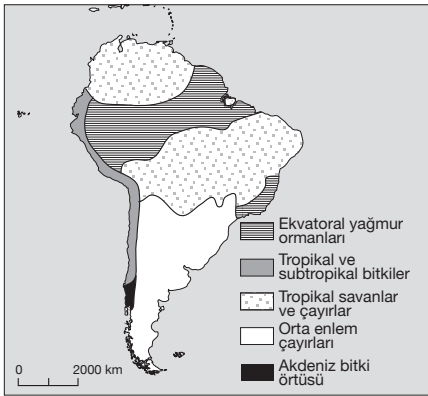 Ekvatoral yağmur
ormanları
Tropikal ve
subtropikal bitkiler
Tropikal savanlar
ve çayırlar
Orta enlem
çayırları
Akdeniz bitki
örtüsü
0 2000 km